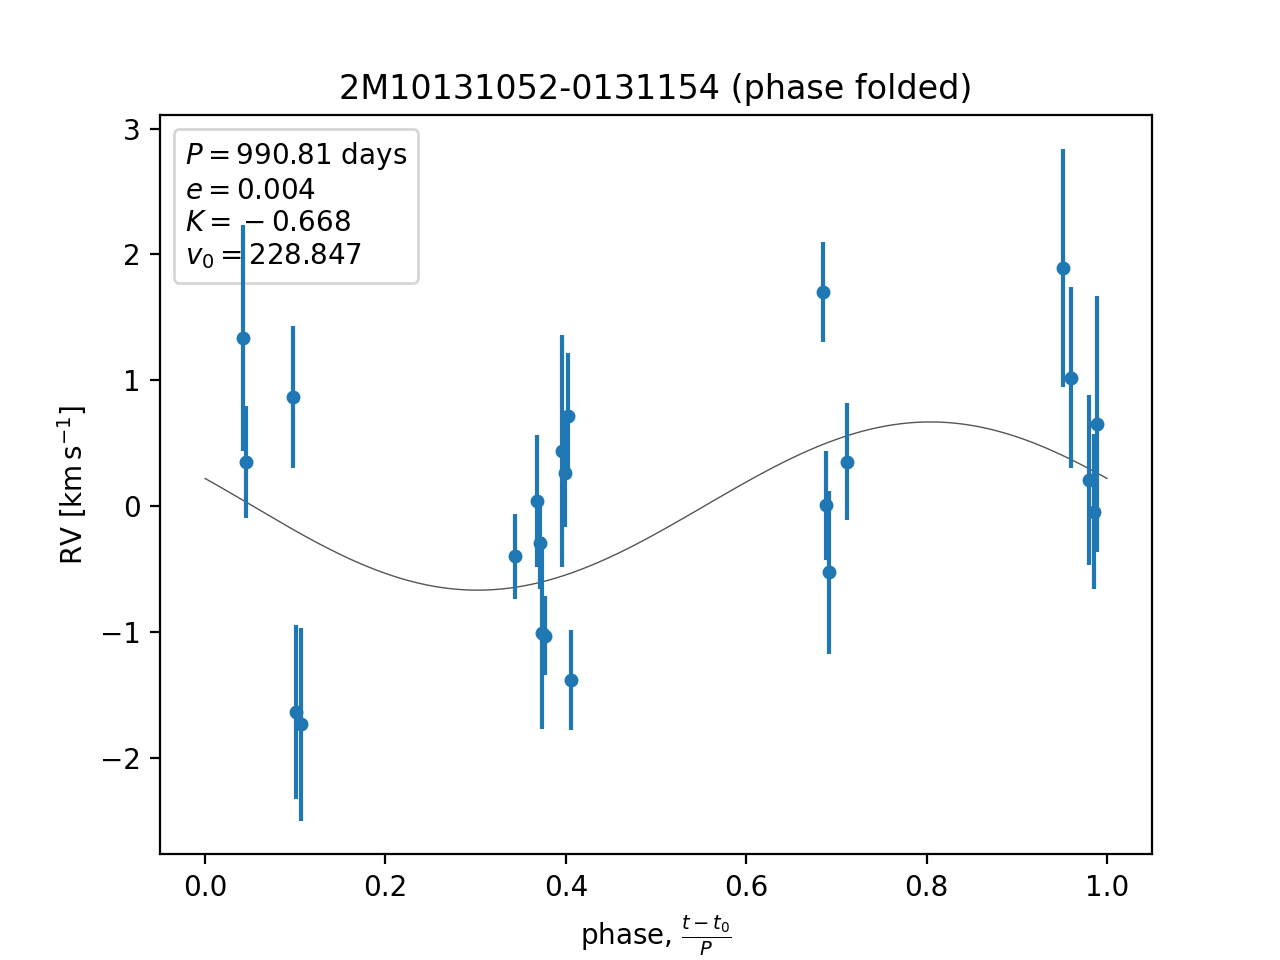 2M10131052-0131154 (phase folded)
P = 990.81 days
e = 0.004
K = −0.668
v₀ = 228.847
3
2
1
0
−1
−2
RV [km s⁻¹]
0.0 0.2 0.4 0.6 0.8 1.0
phase, (t − t₀)/P